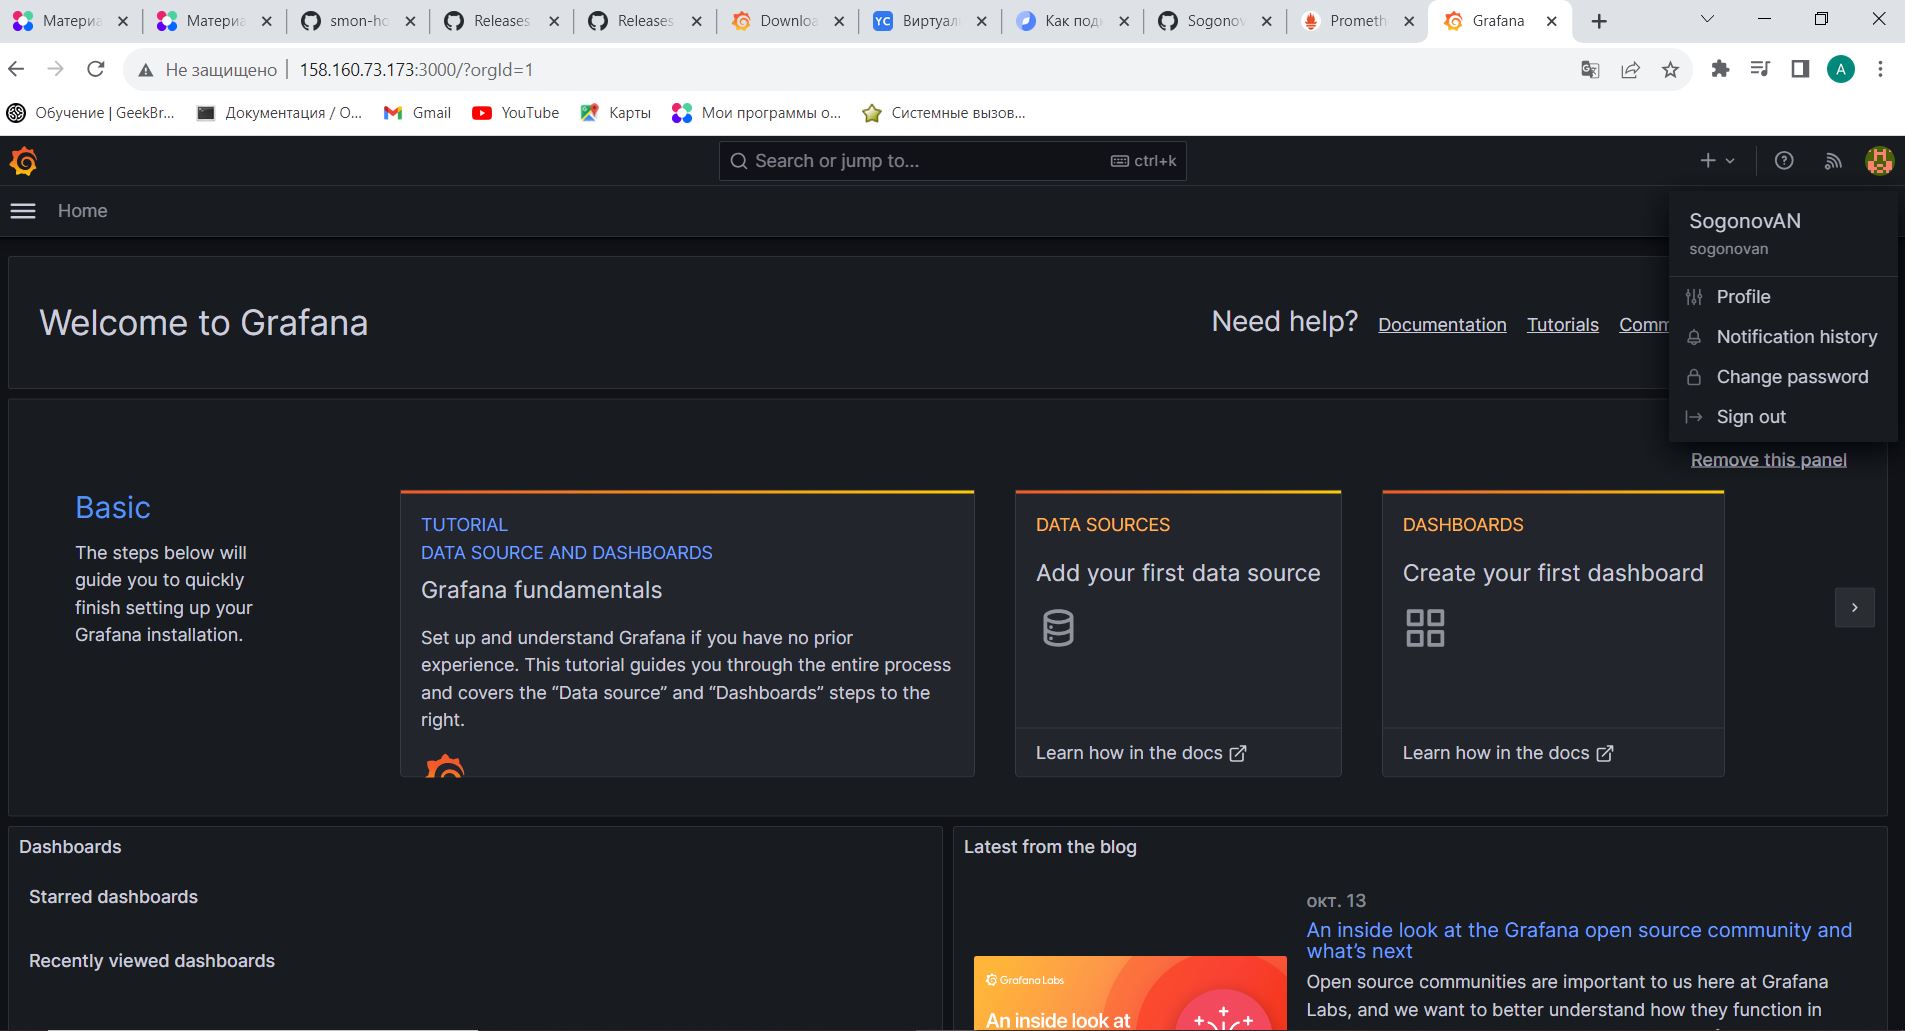 Материа
Материа
smon-ho
Releases
Releases
Downloa
Виртуал
Как подк
Sogonov
Prometh
Grafana
Не защищено
158.160.73.173:3000/?orgId=1
A
Обучение | GeekBr...
Документация / О...
Gmail
YouTube
Карты
Мои программы о...
Системные вызов...
Search or jump to...
ctrl+k
Home
SogonovAN
sogonovan
Profile
Notification history
Change password
Sign out
Welcome to Grafana
Need help?
Documentation
Tutorials
Comm
Remove this panel
Basic
The steps below will
guide you to quickly
finish setting up your
Grafana installation.
TUTORIAL
DATA SOURCE AND DASHBOARDS
Grafana fundamentals
Set up and understand Grafana if you have no prior
experience. This tutorial guides you through the entire process
and covers the “Data source” and “Dashboards” steps to the
right.
DATA SOURCES
Add your first data source
Learn how in the docs
DASHBOARDS
Create your first dashboard
Learn how in the docs
Dashboards
Starred dashboards
Recently viewed dashboards
Latest from the blog
окт. 13
An inside look at the Grafana open source community and
what’s next
Open source communities are important to us here at Grafana
Labs, and we want to better understand how they function in
Grafana Labs
An inside look at
YC